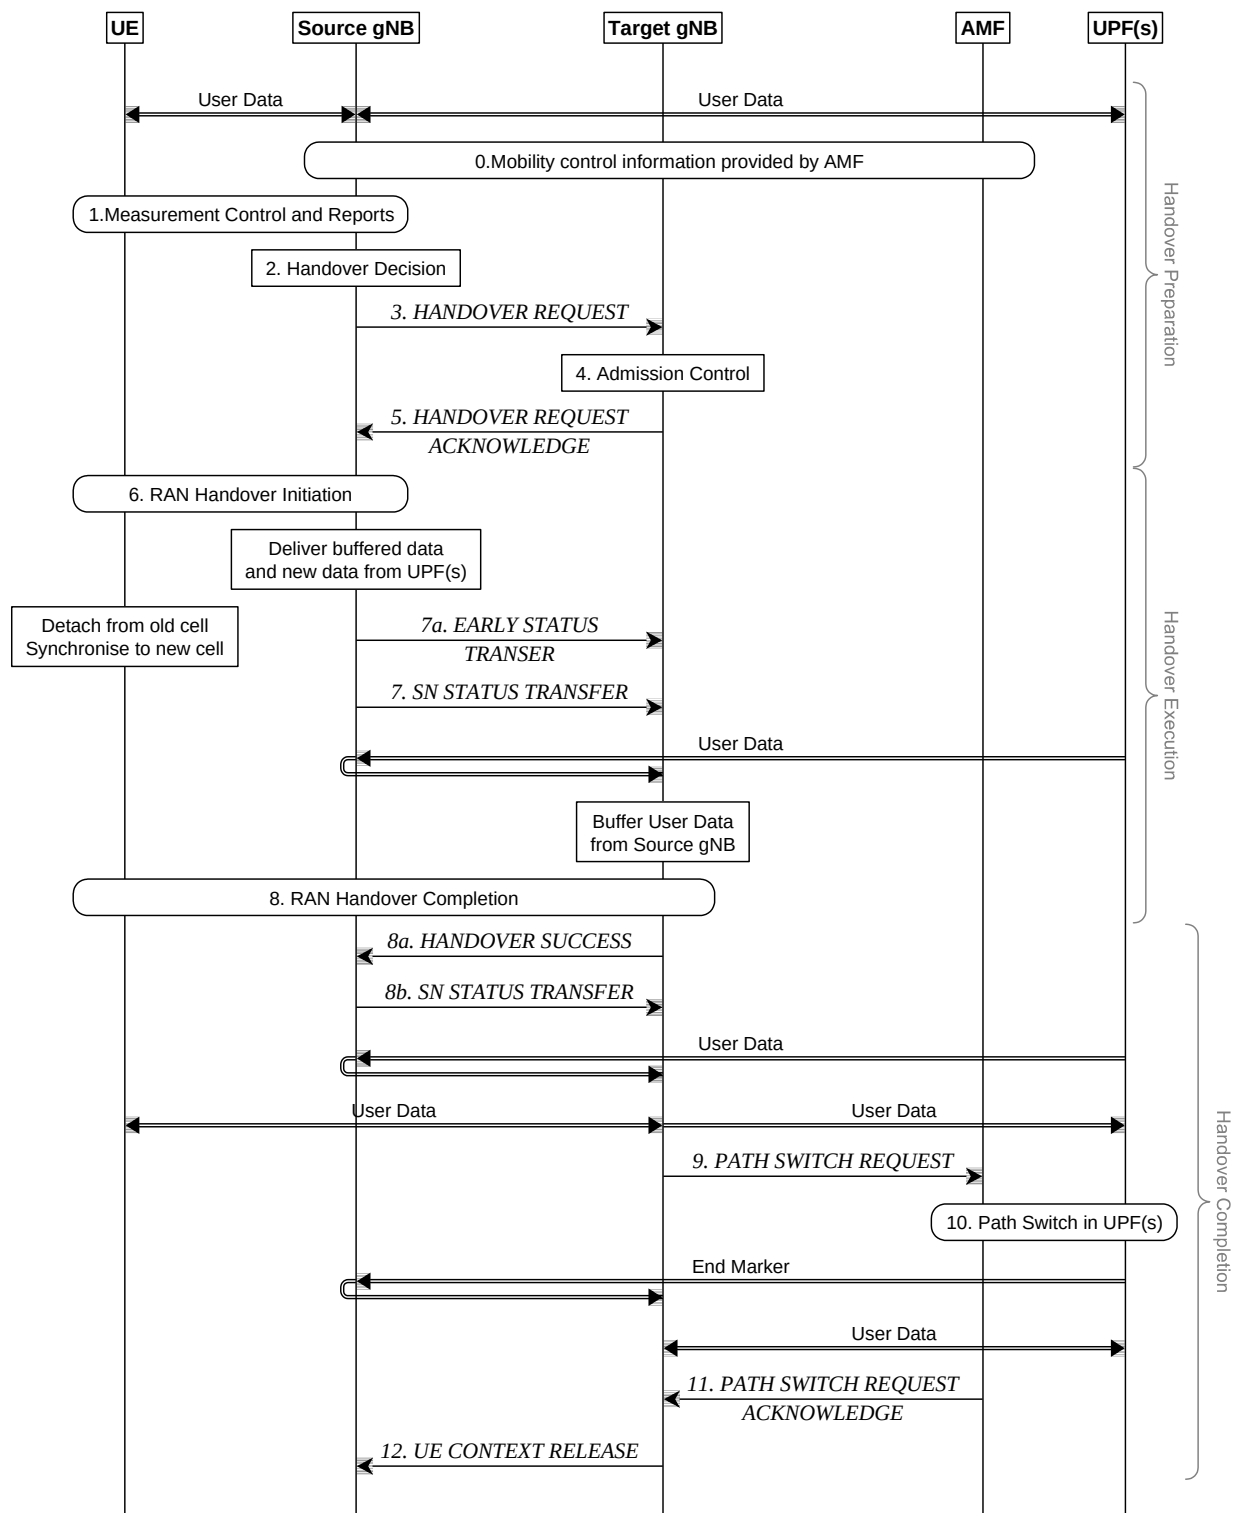 UE
Source gNB
Target gNB
AMF
UPF(s)
User Data
User Data
0.Mobility control information provided by AMF
1.Measurement Control and Reports
2. Handover Decision
3. HANDOVER REQUEST
4. Admission Control
5. HANDOVER REQUEST
ACKNOWLEDGE
Handover Preparation
6. RAN Handover Initiation
Deliver buffered data
and new data from UPF(s)
Detach from old cell
Synchronise to new cell
7a. EARLY STATUS
TRANSER
7. SN STATUS TRANSFER
User Data
Buffer User Data
from Source gNB
Handover Execution
8. RAN Handover Completion
8a. HANDOVER SUCCESS
8b. SN STATUS TRANSFER
User Data
User Data
User Data
9. PATH SWITCH REQUEST
10. Path Switch in UPF(s)
End Marker
User Data
11. PATH SWITCH REQUEST
ACKNOWLEDGE
12. UE CONTEXT RELEASE
Handover Completion